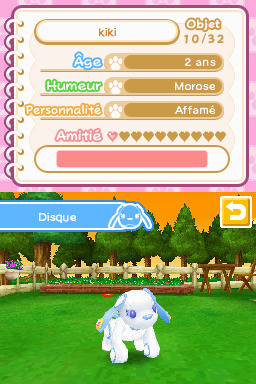 kiki
Objet
10/32
Âge
2 ans
Humeur
Morose
Personnalité
Affamé
Amitié
Disque